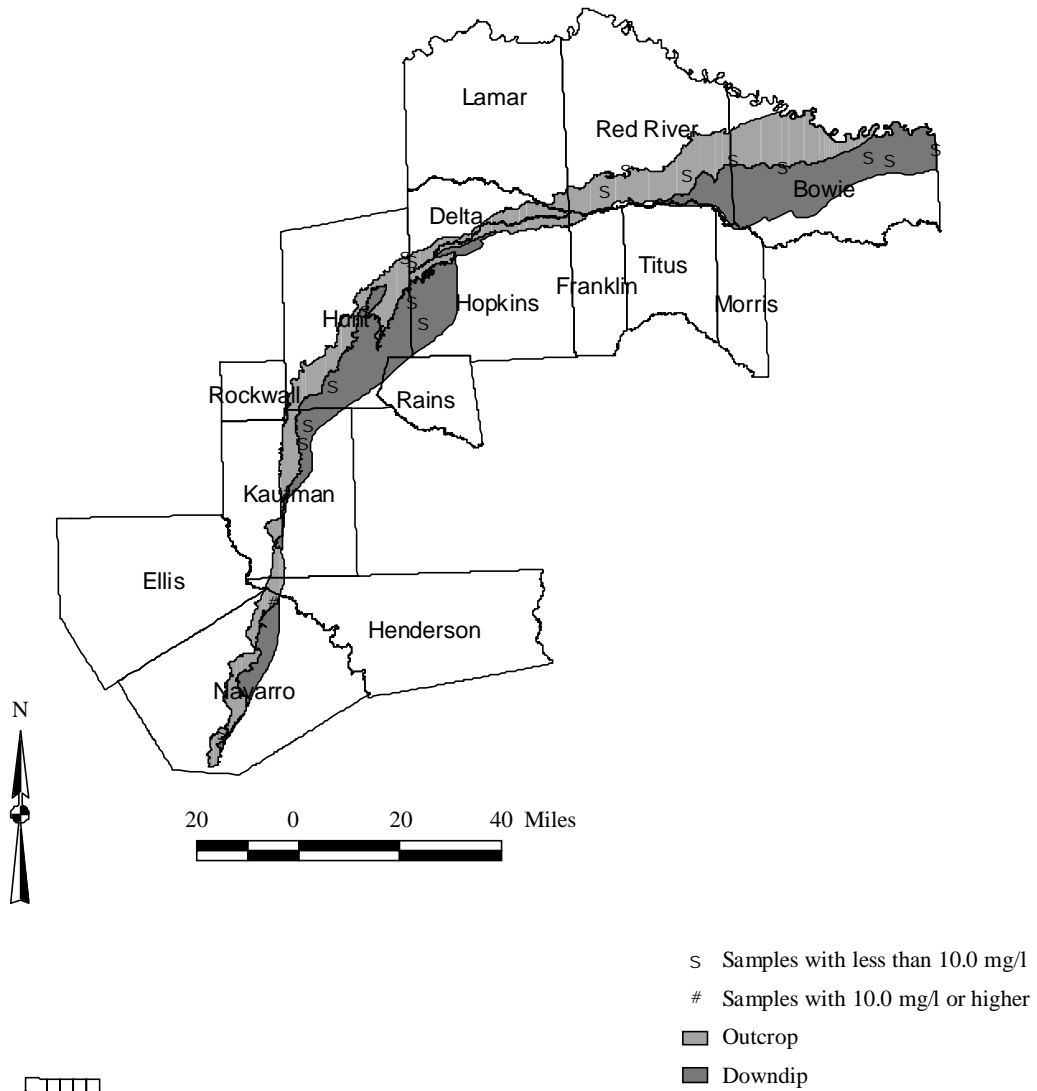 Lamar
Red River
Bowie
Delta
Titus
Franklin
Hopkins
Morris
Hunt
Rockwall
Rains
Kaufman
Ellis
Henderson
Navarro
N
20 0 20 40 Miles
S S S S S S S S S S S S S S S S
#
S Samples with less than 10.0 mg/l
# Samples with 10.0 mg/l or higher
Outcrop
Downdip